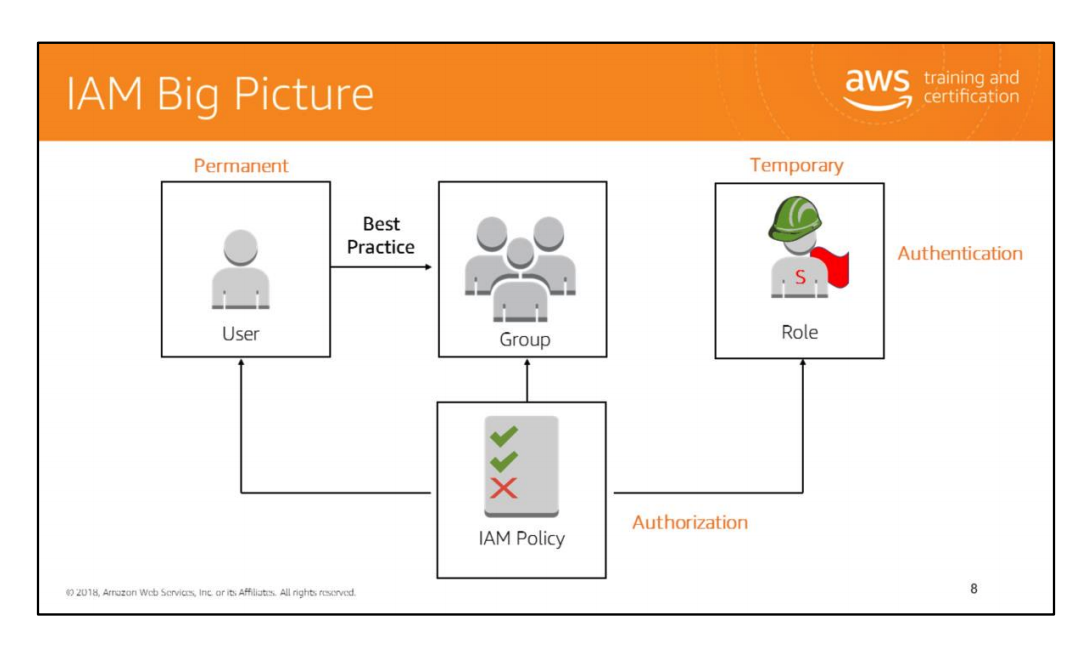 IAM Big Picture
aws training and
certification
Permanent
Temporary
Best
Practice
Authentication
S
User
Group
Role
Authorization
IAM Policy
© 2018, Amazon Web Services, Inc. or its Affiliates. All rights reserved.
8